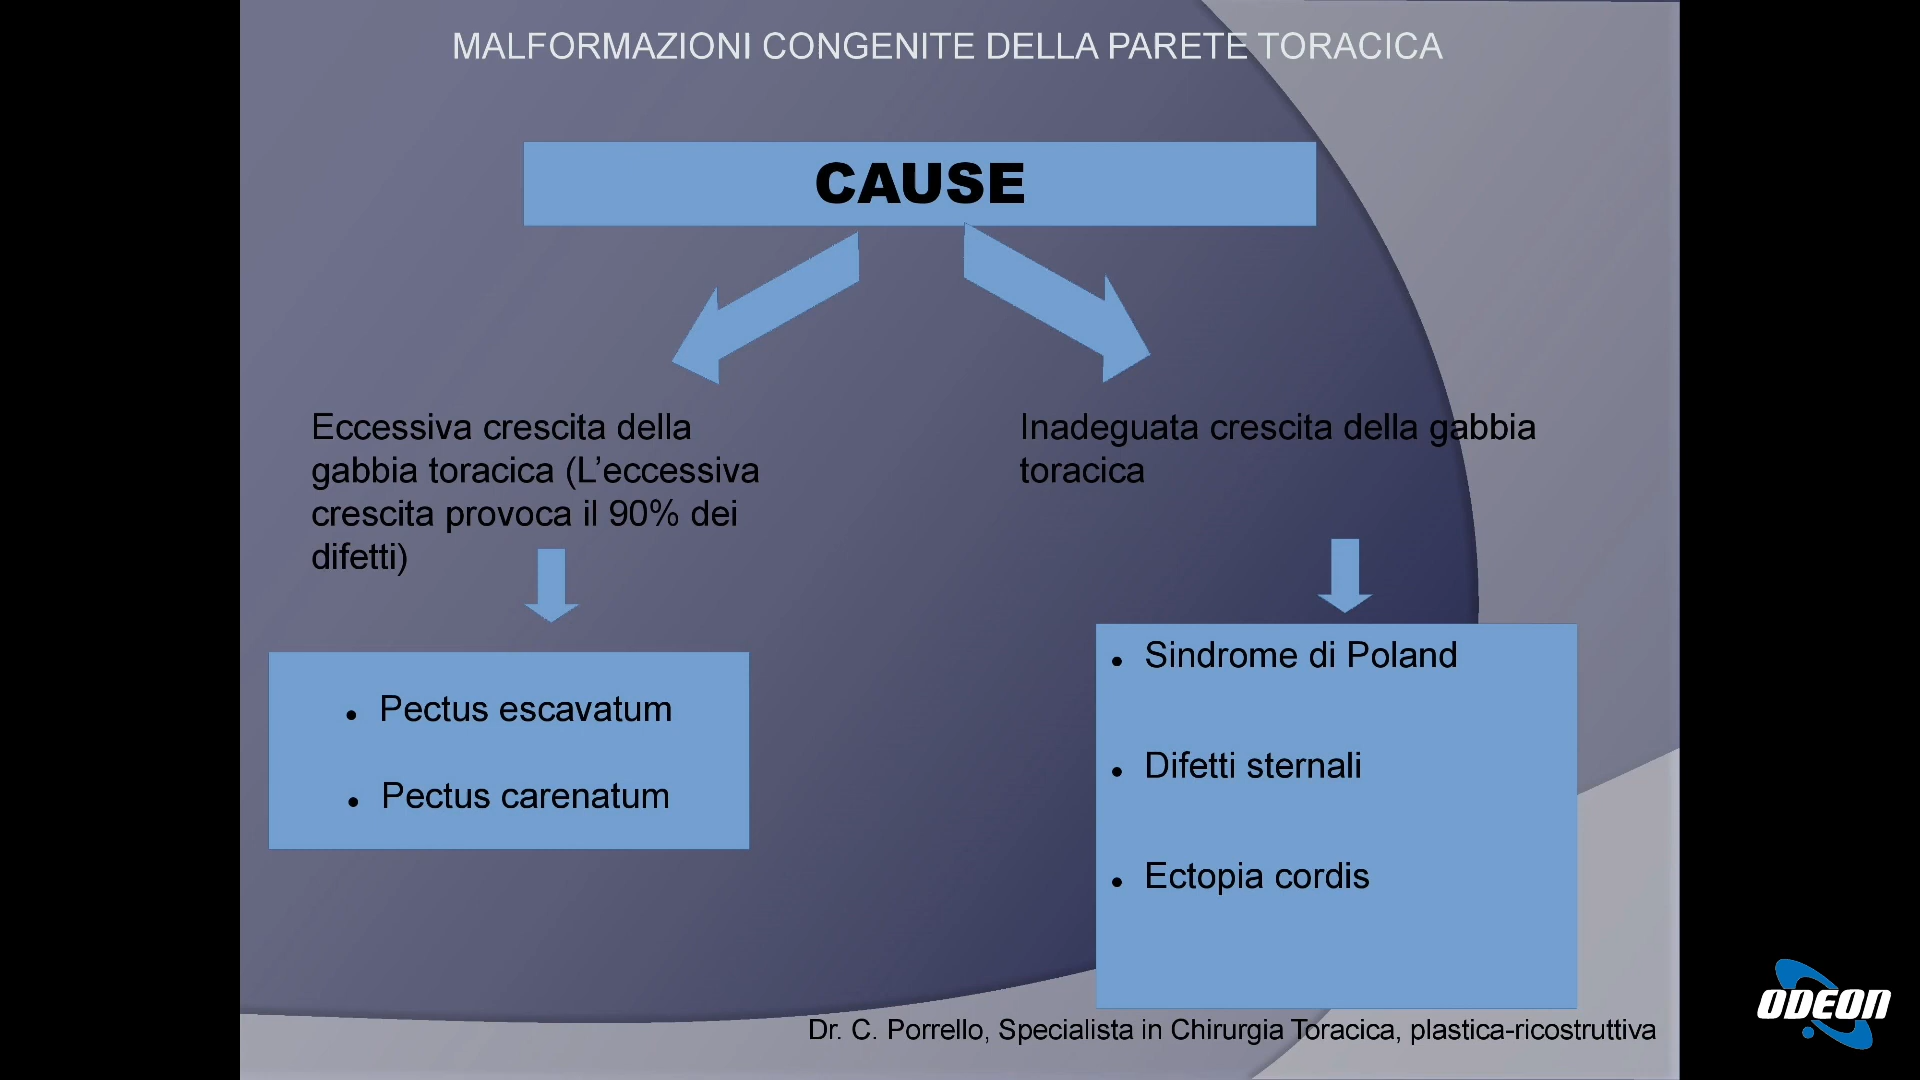 MALFORMAZIONI CONGENITE DELLA PARETE TORACICA
CAUSE
Eccessiva crescita della
gabbia toracica (L’eccessiva
crescita provoca il 90% dei
difetti)
Inadeguata crescita della gabbia
toracica
• Pectus escavatum
• Pectus carenatum
• Sindrome di Poland
• Difetti sternali
• Ectopia cordis
Dr. C. Porrello, Specialista in Chirurgia Toracica, plastica-ricostruttiva
ODEON